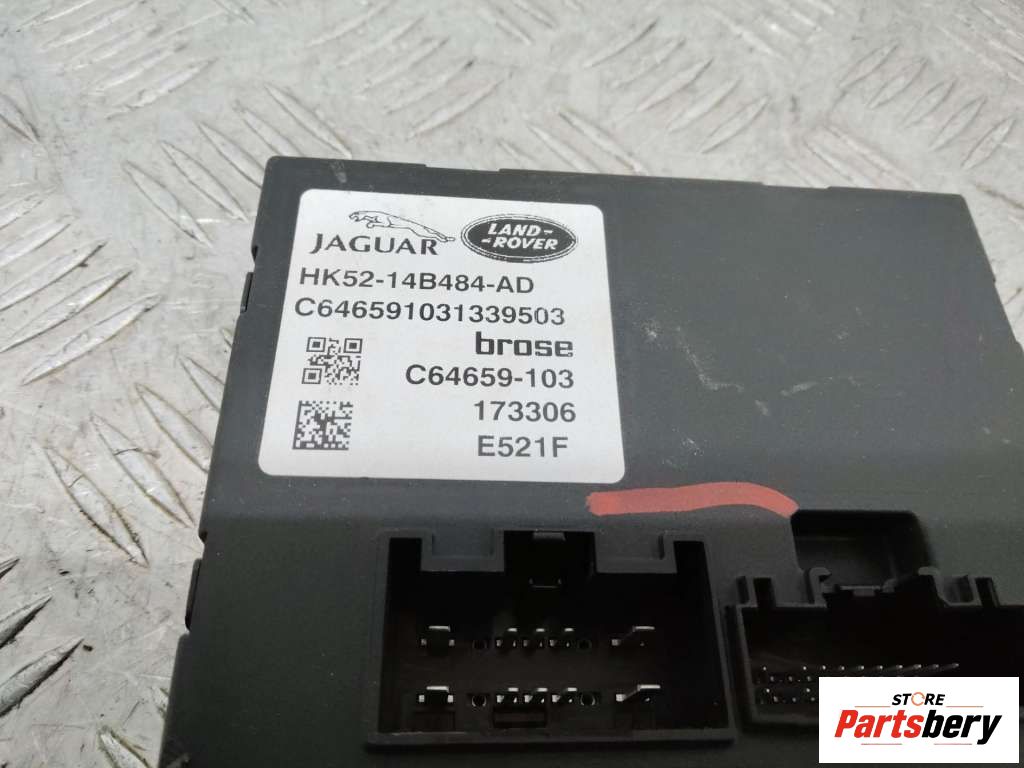 JAGUAR
LAND-
-ROVER
HK52-14B484-AD
C646591031339503
brose
C64659-103
173306
E521F
STORE
Partsbery